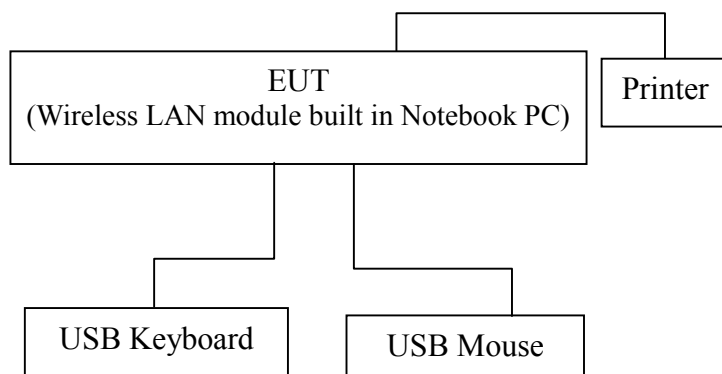 EUT
(Wireless LAN module built in Notebook PC)
Printer
USB Keyboard
USB Mouse